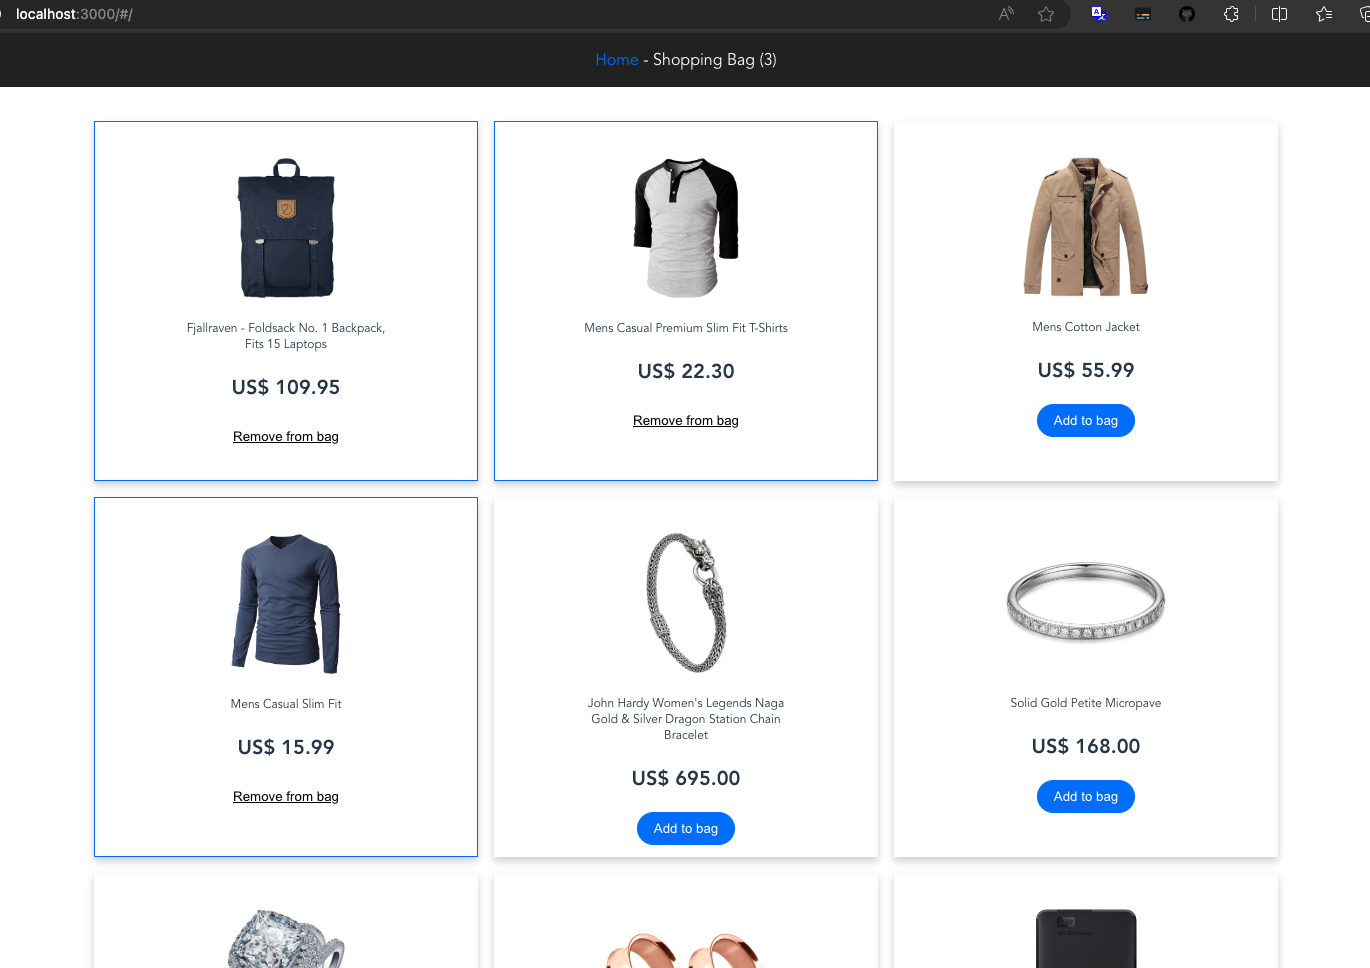 localhost:3000/#/
Home - Shopping Bag (3)
Fjallraven - Foldsack No. 1 Backpack,
Fits 15 Laptops
US$ 109.95
Remove from bag
Mens Casual Premium Slim Fit T-Shirts
US$ 22.30
Remove from bag
Mens Cotton Jacket
US$ 55.99
Add to bag
Mens Casual Slim Fit
US$ 15.99
Remove from bag
John Hardy Women's Legends Naga
Gold & Silver Dragon Station Chain
Bracelet
US$ 695.00
Add to bag
Solid Gold Petite Micropave
US$ 168.00
Add to bag